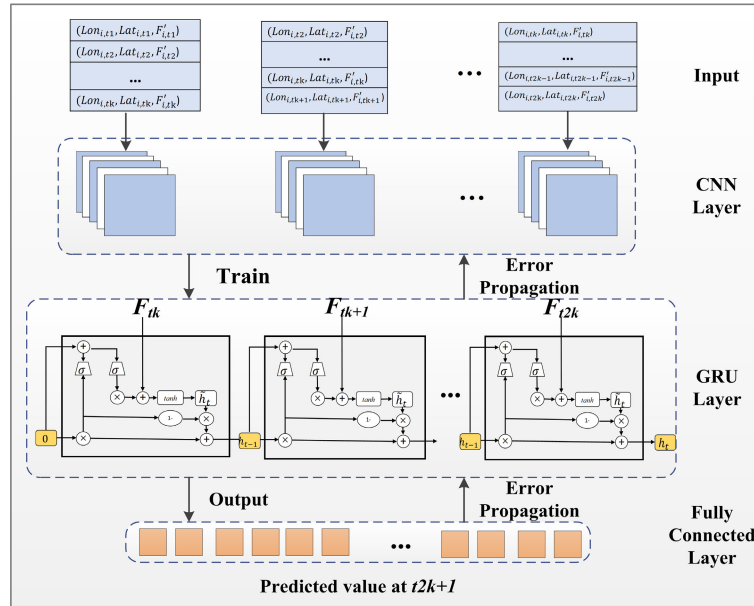 (Lon_{i,t1}, Lat_{i,t1}, F'_{i,t1})
(Lon_{i,t2}, Lat_{i,t2}, F'_{i,t2})
...
(Lon_{i,tk}, Lat_{i,tk}, F'_{i,tk})
(Lon_{i,t2}, Lat_{i,t2}, F'_{i,t2})
...
(Lon_{i,tk}, Lat_{i,tk}, F'_{i,tk})
(Lon_{i,tk+1}, Lat_{i,tk+1}, F'_{i,tk+1})
...
(Lon_{i,tk}, Lat_{i,tk}, F'_{i,tk})
...
(Lon_{i,t2k-1}, Lat_{i,t2k-1}, F'_{i,t2k-1})
(Lon_{i,t2k}, Lat_{i,t2k}, F'_{i,t2k})
Input
...
CNN
Layer
Train
Error
Propagation
F_{tk}
F_{tk+1}
F_{t2k}
σ
σ
tanh
h̃_t
1-
0
h_{t-1}
σ
σ
tanh
h̃_t
1-
...
h_{t-1}
σ
σ
tanh
h̃_t
1-
h_t
GRU
Layer
Output
Error
Propagation
...
Fully
Connected
Layer
Predicted value at t2k+1